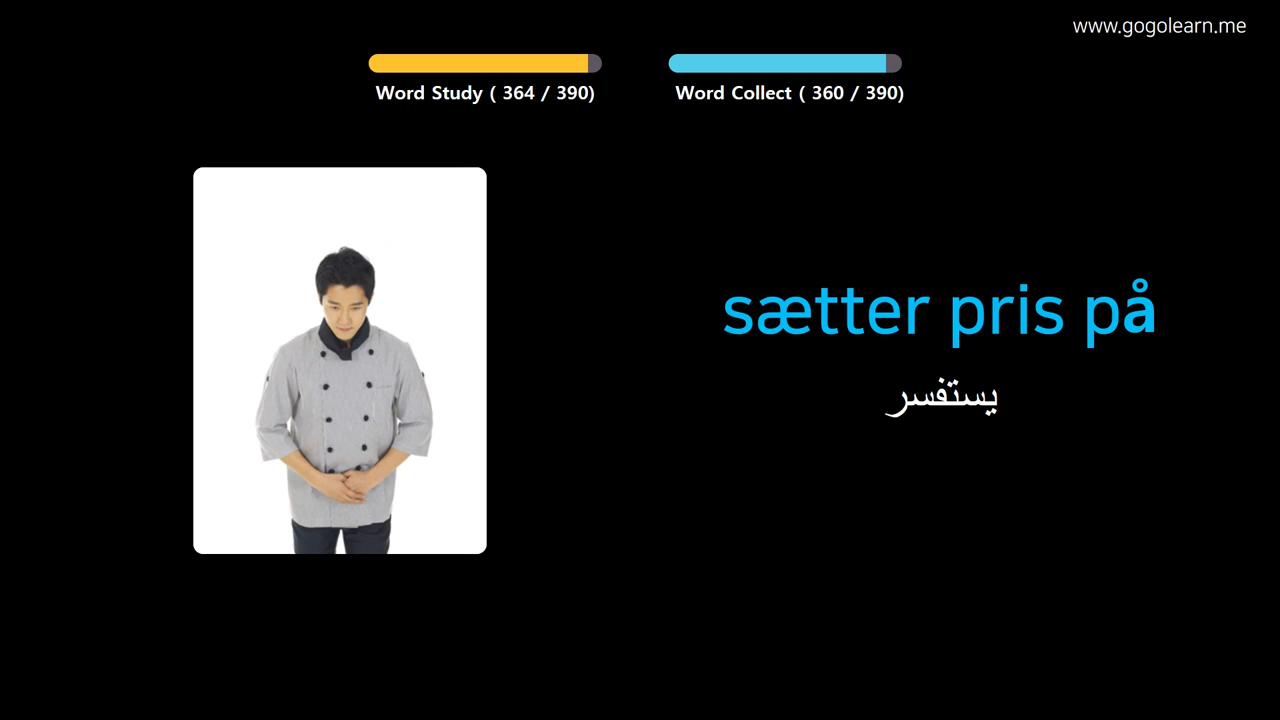 www.gogolearn.me
Word Study ( 364 / 390)
Word Collect ( 360 / 390)
sætter pris på
يستفسر